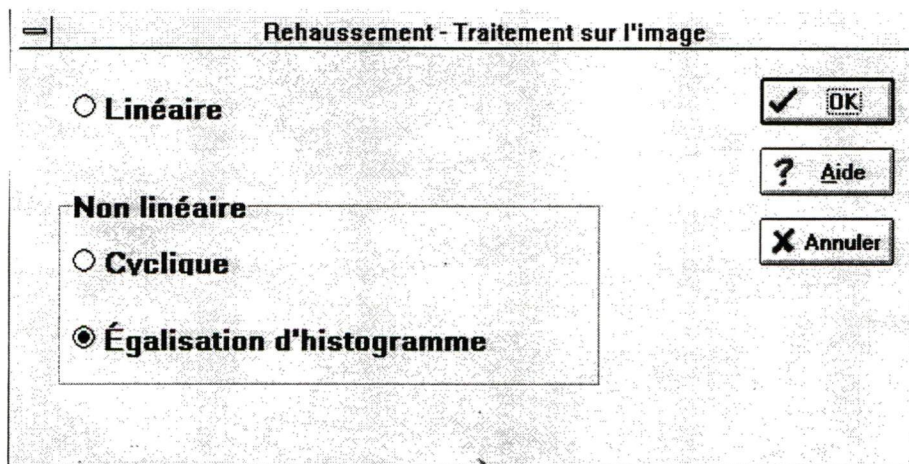 Rehaussement - Traitement sur l'image
Linéaire
OK
? Aide
Non linéaire
Annuler
Cyclique
Égalisation d'histogramme